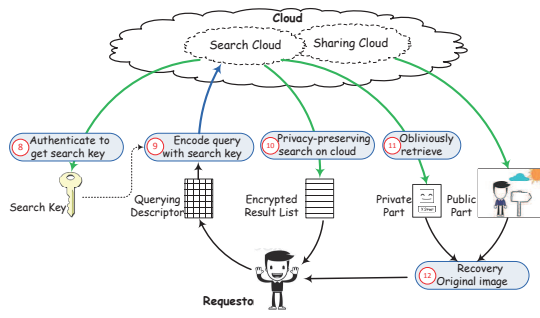 Cloud
Search Cloud
Sharing Cloud
8 Authenticate to
get search key
9 Encode query
with search key
10 Privacy-preserving
search on cloud
11 Obliviously
retrieve
Search Key
Querying
Descriptor
Encrypted
Result List
Private
Part
Public
Part
12 Recovery
Original image
Requesto